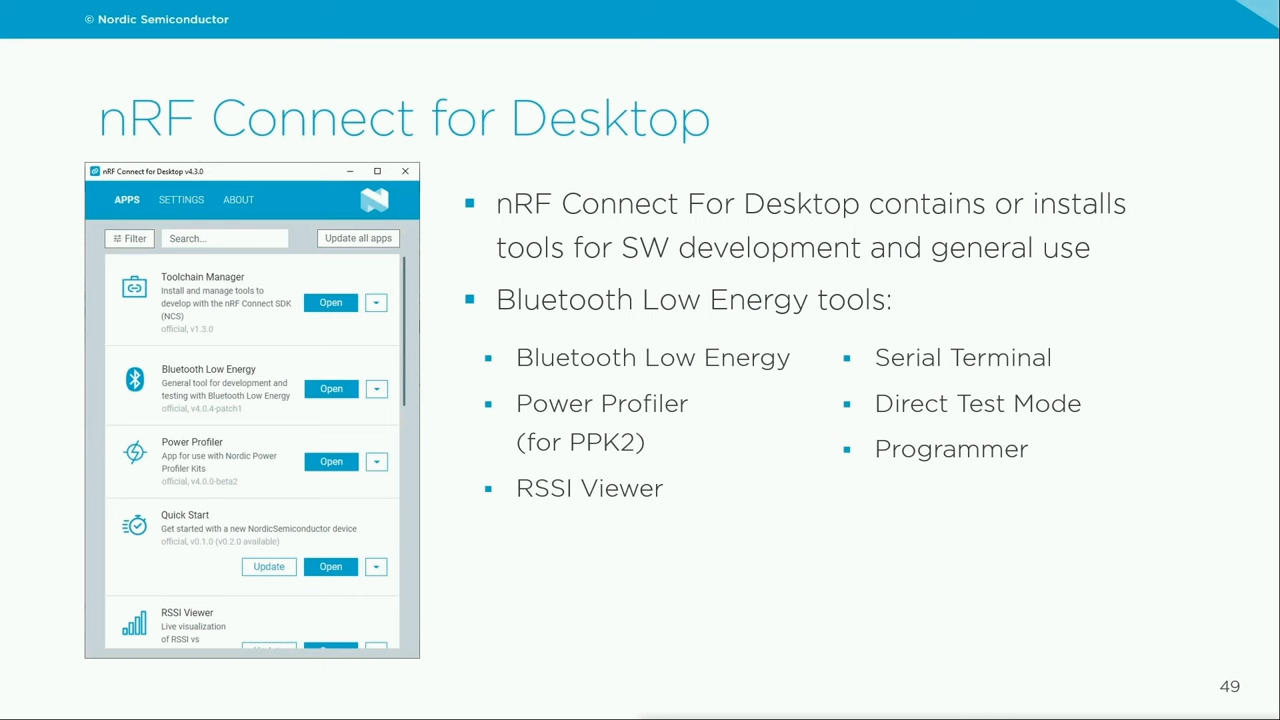 © Nordic Semiconductor
nRF Connect for Desktop
nRF Connect for Desktop v4.3.0
APPS SETTINGS ABOUT
Filter Search... Update all apps
Toolchain Manager
Install and manage tools to
develop with the nRF Connect SDK
(NCS)
official, v1.3.0
Open
Bluetooth Low Energy
General tool for development and
testing with Bluetooth Low Energy
official, v4.0.4-patch1
Open
Power Profiler
App for use with Nordic Power
Profiler Kits
official, v4.0.0-beta2
Open
Quick Start
Get started with a new NordicSemiconductor device
official, v0.1.0 (v0.2.0 available)
Update Open
RSSI Viewer
Live visualization
of RSSI vs
nRF Connect For Desktop contains or installs
tools for SW development and general use
Bluetooth Low Energy tools:
Bluetooth Low Energy
Power Profiler
(for PPK2)
RSSI Viewer
Serial Terminal
Direct Test Mode
Programmer
49